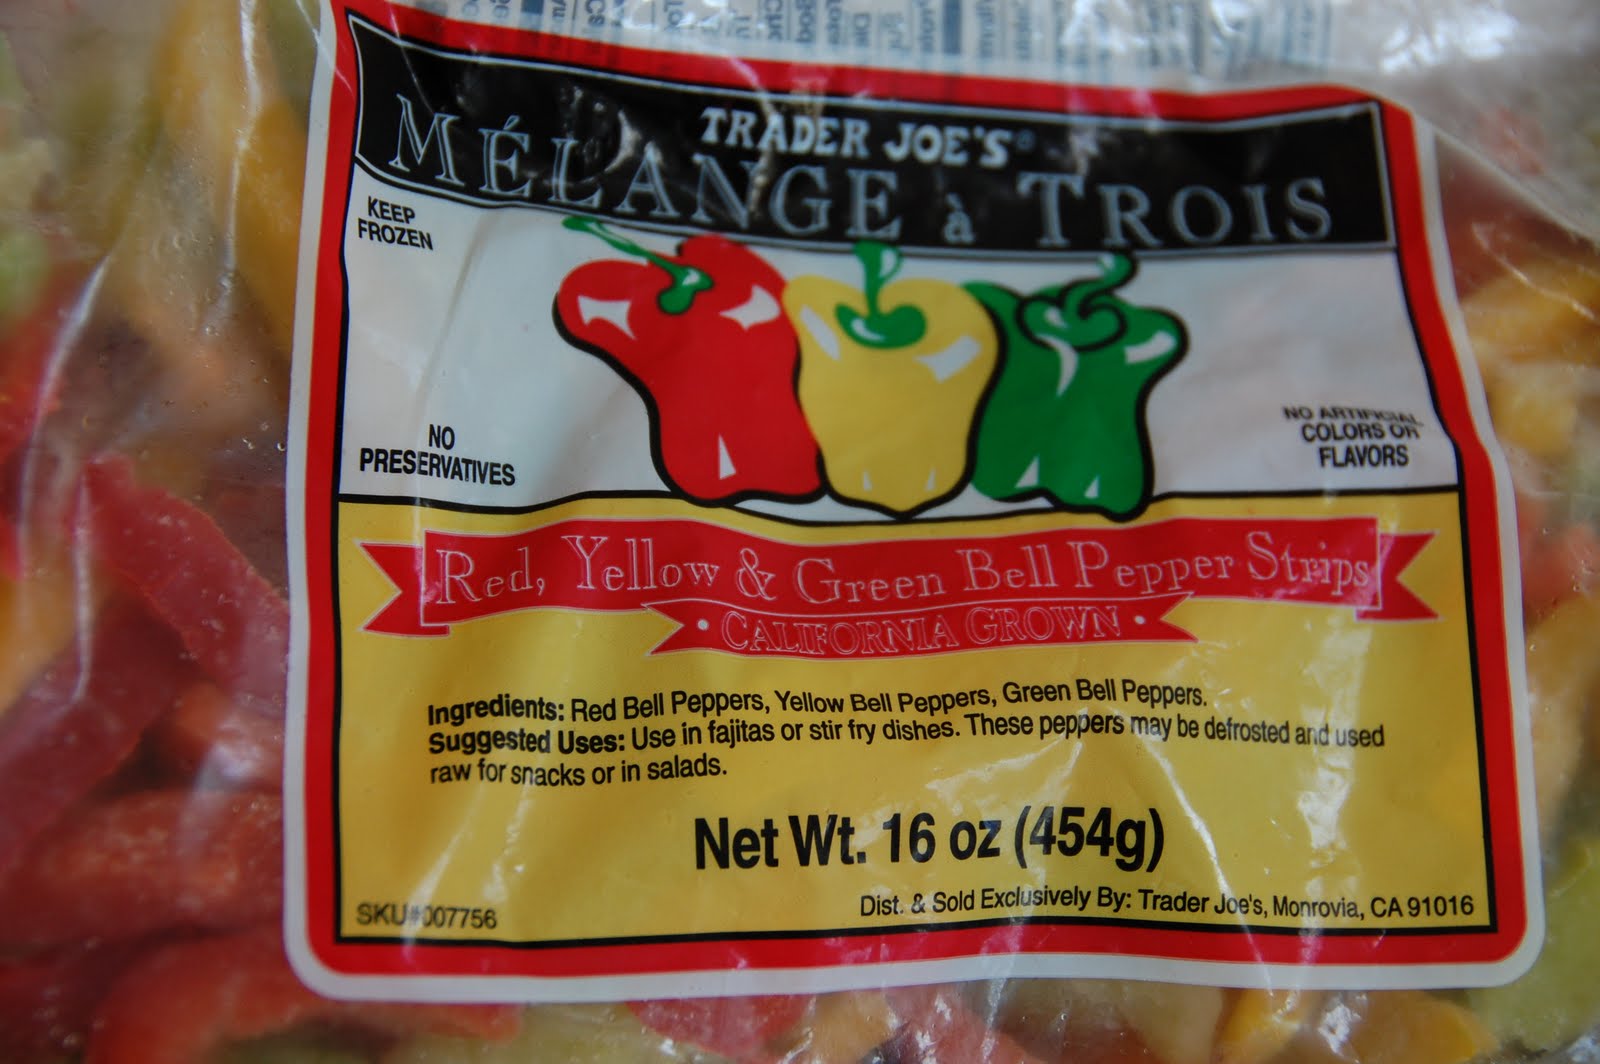 TRADER JOE'S®
MÉLANGE à TROIS
KEEP
FROZEN
NO
PRESERVATIVES
NO ARTIFICIAL
COLORS OR
FLAVORS
Red, Yellow & Green Bell Pepper Strips
• CALIFORNIA GROWN •
Ingredients: Red Bell Peppers, Yellow Bell Peppers, Green Bell Peppers.
Suggested Uses: Use in fajitas or stir fry dishes. These peppers may be defrosted and used
raw for snacks or in salads.
Net Wt. 16 oz (454g)
SKU#007756
Dist. & Sold Exclusively By: Trader Joe's, Monrovia, CA 91016